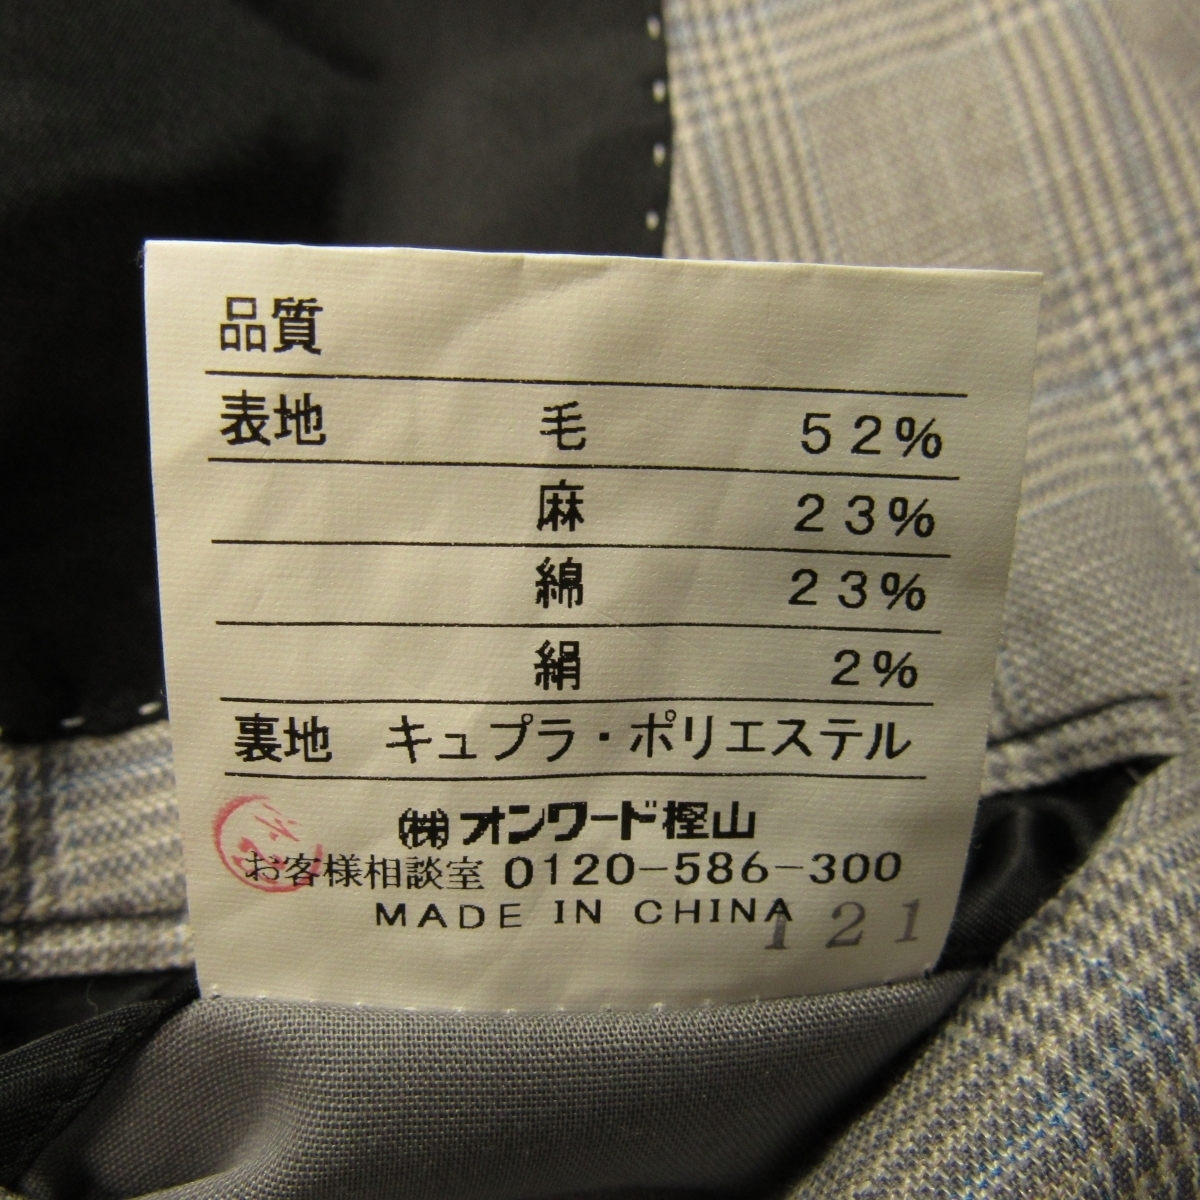 品質
表地 毛 52%
麻 23%
綿 23%
絹 2%
裏地 キュプラ・ポリエステル
㈱オンワード樫山
お客様相談室 0120-586-300
MADE IN CHINA
121